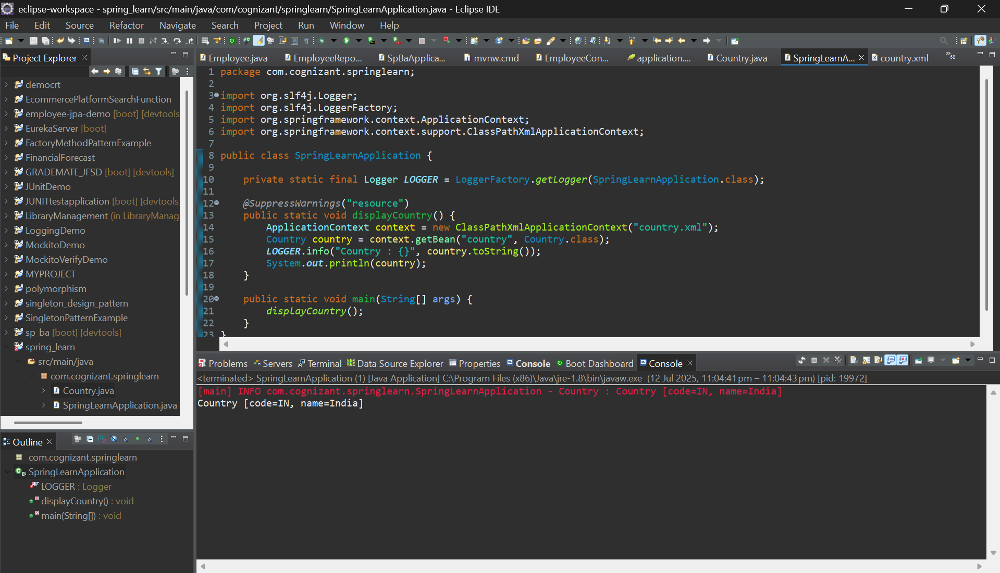 eclipse-workspace - spring_learn/src/main/java/com/cognizant/springlearn/SpringLearnApplication.java - Eclipse IDE
File Edit Source Refactor Navigate Search Project Run Window Help
Project Explorer
democrt
EcommercePlatformSearchFunction
employee-jpa-demo [boot] [devtools
EurekaServer [boot]
FactoryMethodPatternExample
FinancialForecast
GRADEMATE_JFSD [boot] [devtools]
JUnitDemo
JUNITtestapplication [boot] [devtools]
LibraryManagement (in LibraryManag
LoggingDemo
MockitoDemo
MockitoVerifyDemo
MYPROJECT
polymorphism
singleton_design_pattern
SingletonPatternExample
sp_ba [boot] [devtools]
spring_learn
src/main/java
com.cognizant.springlearn
Country.java
SpringLearnApplication.java
Outline
com.cognizant.springlearn
SpringLearnApplication
LOGGER : Logger
displayCountry() : void
main(String[]) : void
Employee.java EmployeeRepo... SpBaApplica... mvnw.cmd EmployeeCon... application.... Country.java SpringLearnA... country.xml 68
1 package com.cognizant.springlearn;
2
3 import org.slf4j.Logger;
4 import org.slf4j.LoggerFactory;
5 import org.springframework.context.ApplicationContext;
6 import org.springframework.context.support.ClassPathXmlApplicationContext;
7
8 public class SpringLearnApplication {
9
10 private static final Logger LOGGER = LoggerFactory.getLogger(SpringLearnApplication.class);
11
12 @SuppressWarnings("resource")
13 public static void displayCountry() {
14 ApplicationContext context = new ClassPathXmlApplicationContext("country.xml");
15 Country country = context.getBean("country", Country.class);
16 LOGGER.info("Country : {}", country.toString());
17 System.out.println(country);
18 }
19
20 public static void main(String[] args) {
21 displayCountry();
22 }
23 }
Problems Servers Terminal Data Source Explorer Properties Console Boot Dashboard Console
<terminated> SpringLearnApplication (1) [Java Application] C:\Program Files (x86)\Java\jre-1.8\bin\javaw.exe (12 Jul 2025, 11:04:41 pm – 11:04:43 pm) [pid: 19972]
[main] INFO com.cognizant.springlearn.SpringLearnApplication - Country : Country [code=IN, name=India]
Country [code=IN, name=India]